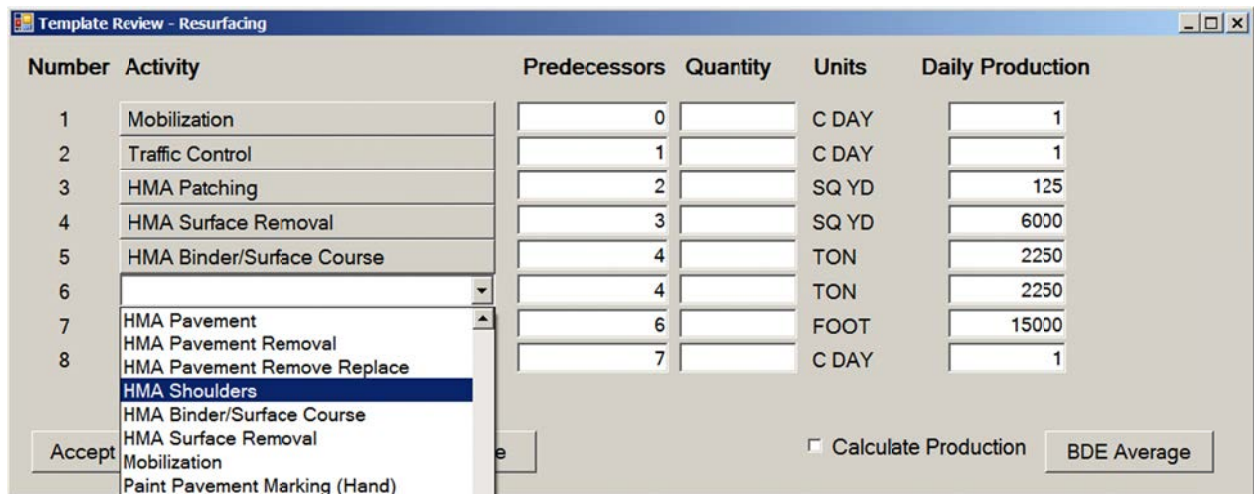 Template Review - Resurfacing
Number Activity Predecessors Quantity Units Daily Production
1 Mobilization 0 C DAY 1
2 Traffic Control 1 C DAY 1
3 HMA Patching 2 SQ YD 125
4 HMA Surface Removal 3 SQ YD 6000
5 HMA Binder/Surface Course 4 TON 2250
6 4 TON 2250
HMA Pavement
7 6 FOOT 15000
HMA Pavement Removal
8 7 C DAY 1
HMA Pavement Remove Replace
HMA Shoulders
HMA Binder/Surface Course
HMA Surface Removal
Accept e Calculate Production BDE Average
Mobilization
Paint Pavement Marking (Hand)